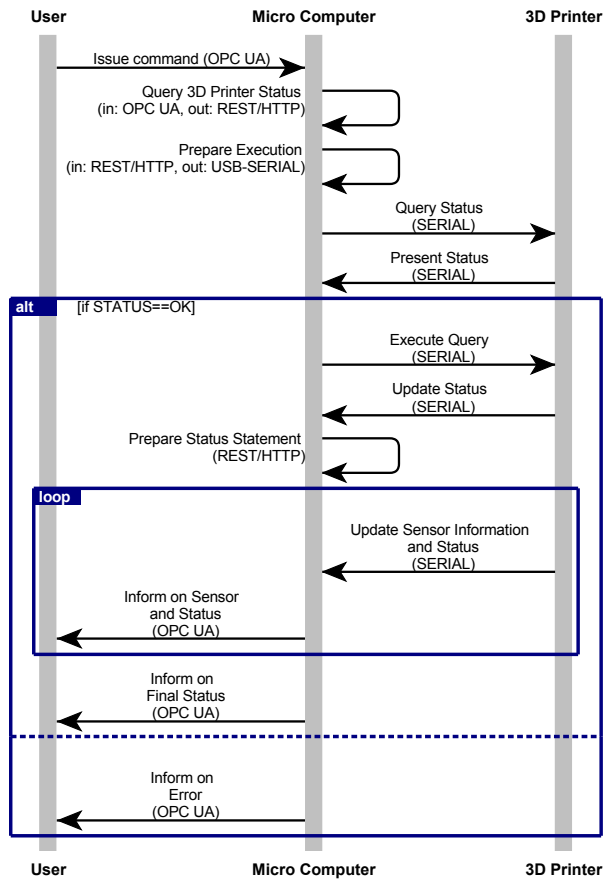 User
Micro Computer
3D Printer
Issue command (OPC UA)
Query 3D Printer Status
(in: OPC UA, out: REST/HTTP)
Prepare Execution
(in: REST/HTTP, out: USB-SERIAL)
Query Status
(SERIAL)
Present Status
(SERIAL)
alt
[if STATUS==OK]
Execute Query
(SERIAL)
Update Status
(SERIAL)
Prepare Status Statement
(REST/HTTP)
loop
Update Sensor Information
and Status
(SERIAL)
Inform on Sensor
and Status
(OPC UA)
Inform on
Final Status
(OPC UA)
Inform on
Error
(OPC UA)
User
Micro Computer
3D Printer